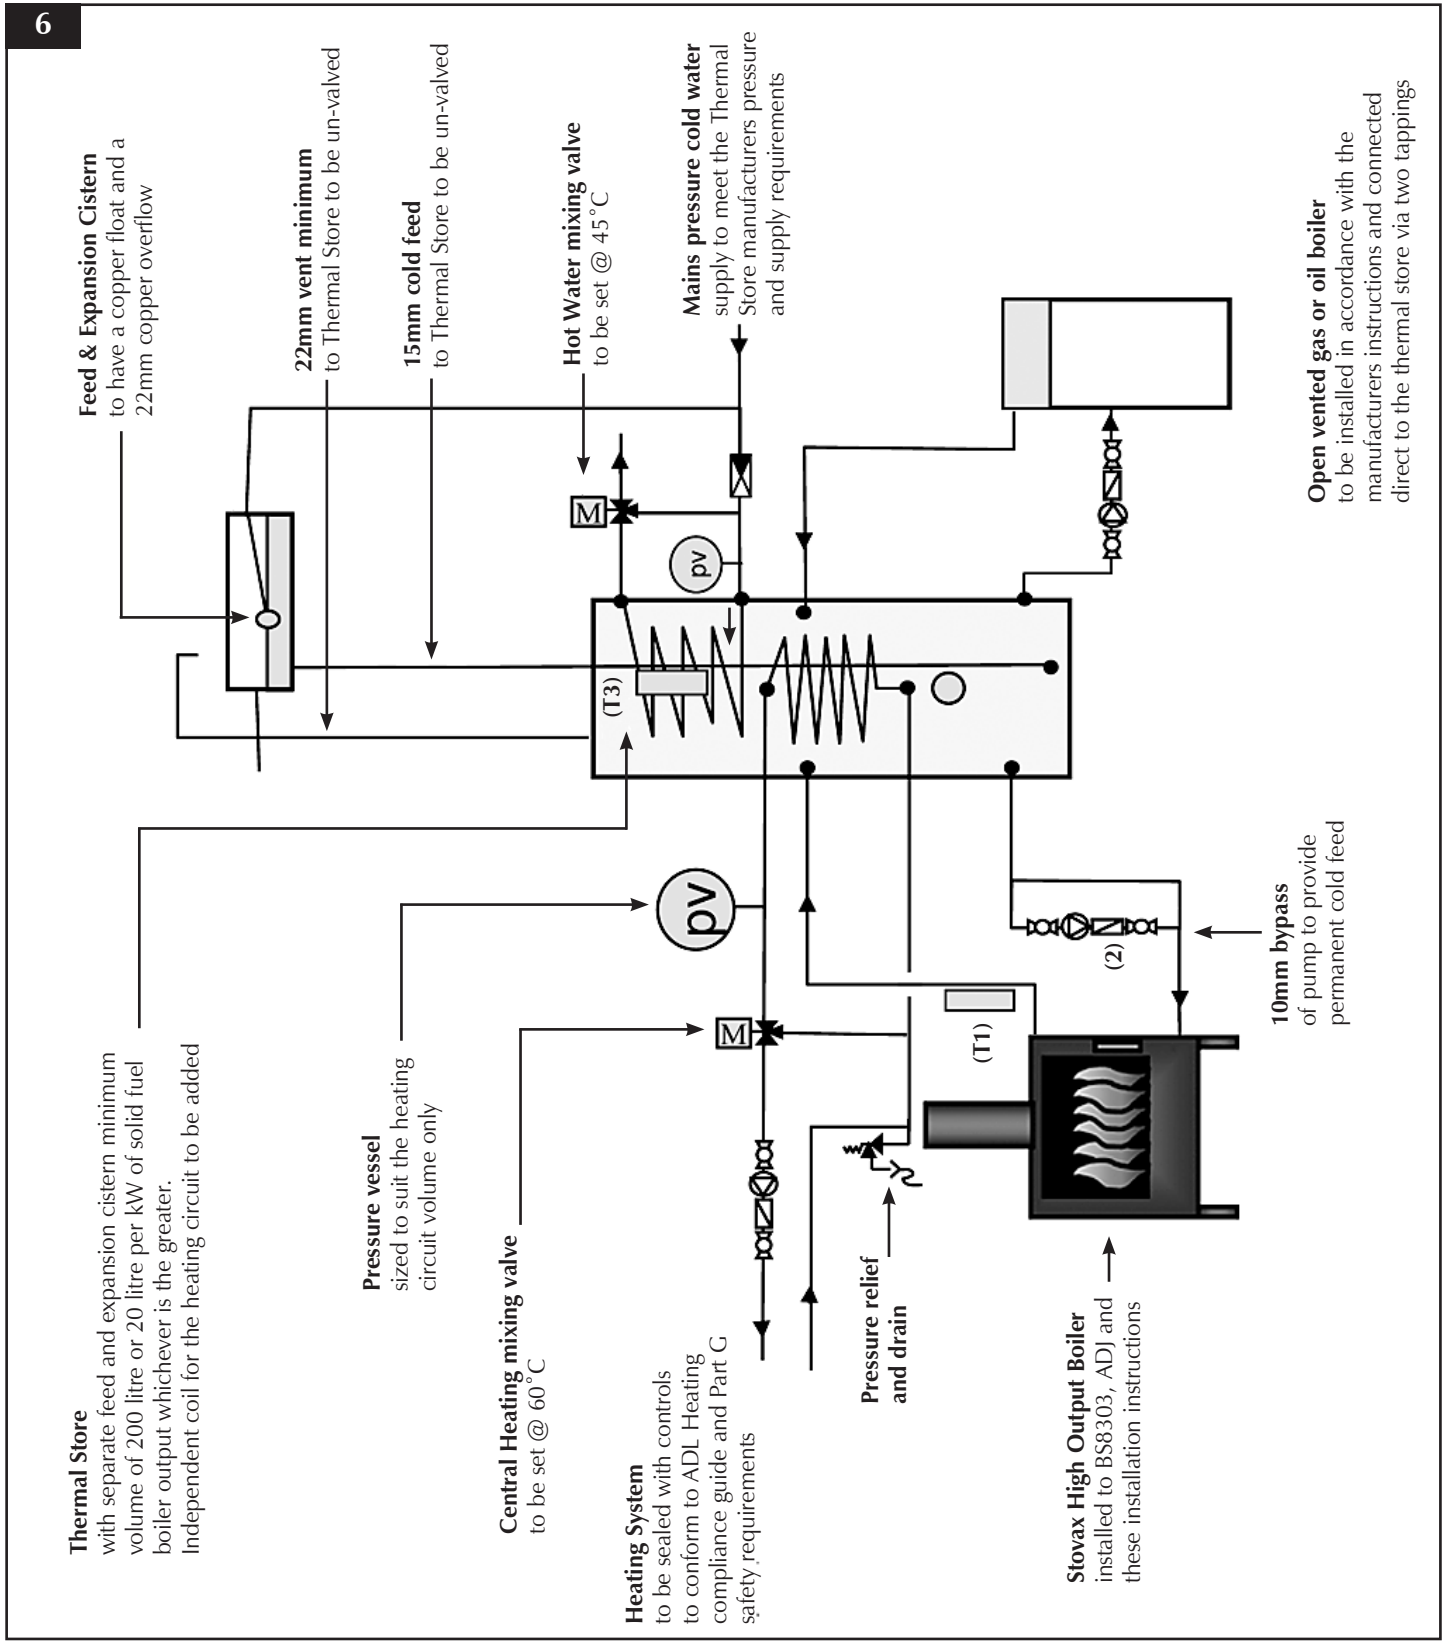 6
Thermal Store
with separate feed and expansion cistern minimum
volume of 200 litre or 20 litre per kW of solid fuel
boiler output whichever is the greater.
Independent coil for the heating circuit to be added
Feed & Expansion Cistern
to have a copper float and a
22mm copper overflow
22mm vent minimum
to Thermal Store to be un-valved
15mm cold feed
to Thermal Store to be un-valved
Pressure vessel
sized to suit the heating
circuit volume only
Hot Water mixing valve
to be set @ 45˚C
Central Heating mixing valve
to be set @ 60˚C
Mains pressure cold water
supply to meet the Thermal
Store manufacturers pressure
and supply requirements
Heating System
to be sealed with controls
to conform to ADL Heating
compliance guide and Part G
safety requirements
M
(T3)
pv
pv
M
Pressure relief
and drain
(T1)
(2)
Stovax High Output Boiler
installed to BS8303, ADJ and
these installation instructions
10mm bypass
of pump to provide
permanent cold feed
Open vented gas or oil boiler
to be installed in accordance with the
manufacturers instructions and connected
direct to the thermal store via two tappings